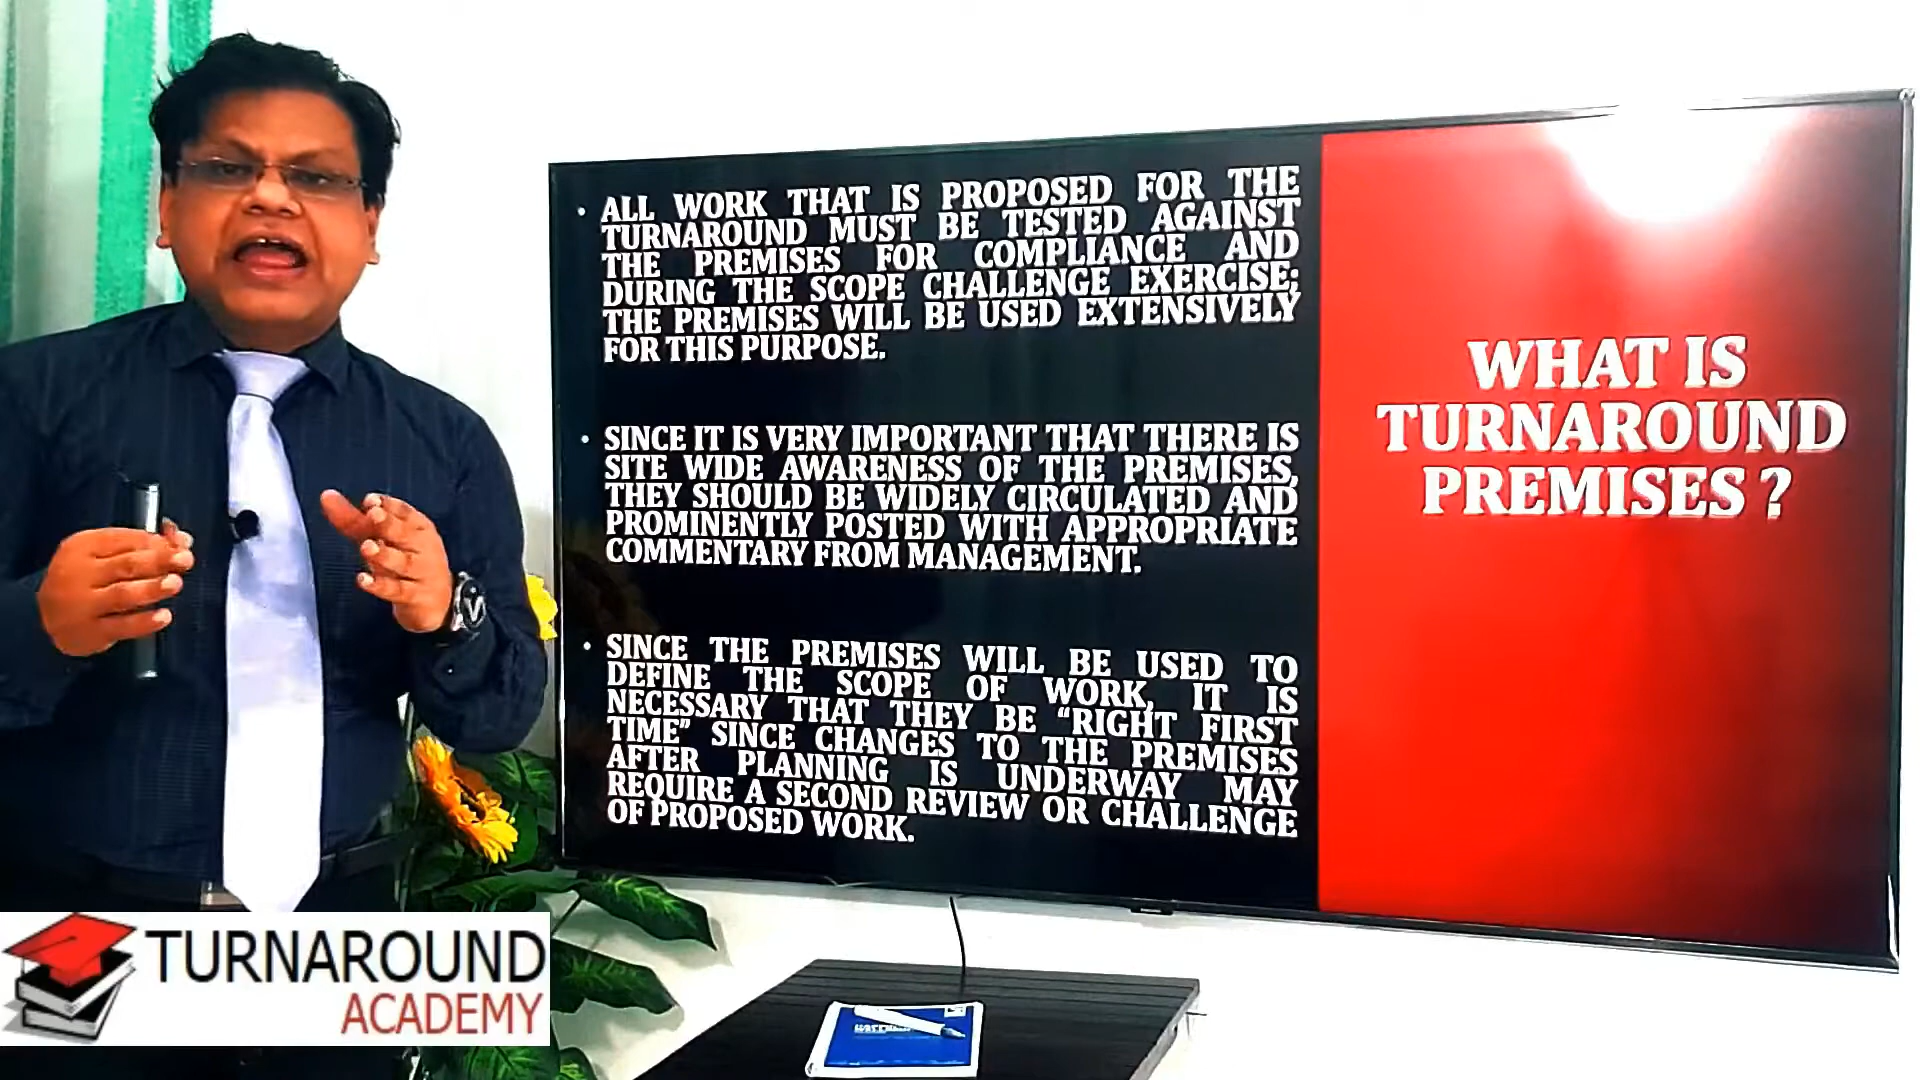 • ALL WORK THAT IS PROPOSED FOR THE
TURNAROUND MUST BE TESTED AGAINST
THE PREMISES FOR COMPLIANCE AND
DURING THE SCOPE CHALLENGE EXERCISE;
THE PREMISES WILL BE USED EXTENSIVELY
FOR THIS PURPOSE.
• SINCE IT IS VERY IMPORTANT THAT THERE IS
SITE WIDE AWARENESS OF THE PREMISES,
THEY SHOULD BE WIDELY CIRCULATED AND
PROMINENTLY POSTED WITH APPROPRIATE
COMMENTARY FROM MANAGEMENT.
• SINCE THE PREMISES WILL BE USED TO
DEFINE THE SCOPE OF WORK, IT IS
NECESSARY THAT THEY BE “RIGHT FIRST
TIME” SINCE CHANGES TO THE PREMISES
AFTER PLANNING IS UNDERWAY MAY
REQUIRE A SECOND REVIEW OR CHALLENGE
OF PROPOSED WORK.
WHAT IS
TURNAROUND
PREMISES ?
TURNAROUND
ACADEMY